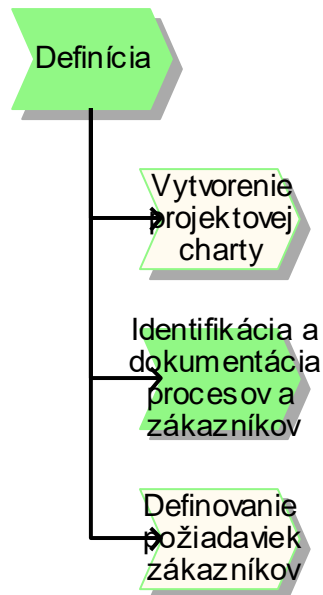 Definícia
Vytvorenie
projektovej
charty
Identifikácia a
dokumentácia
procesov a
zákazníkov
Definovanie
požiadaviek
zákazníkov